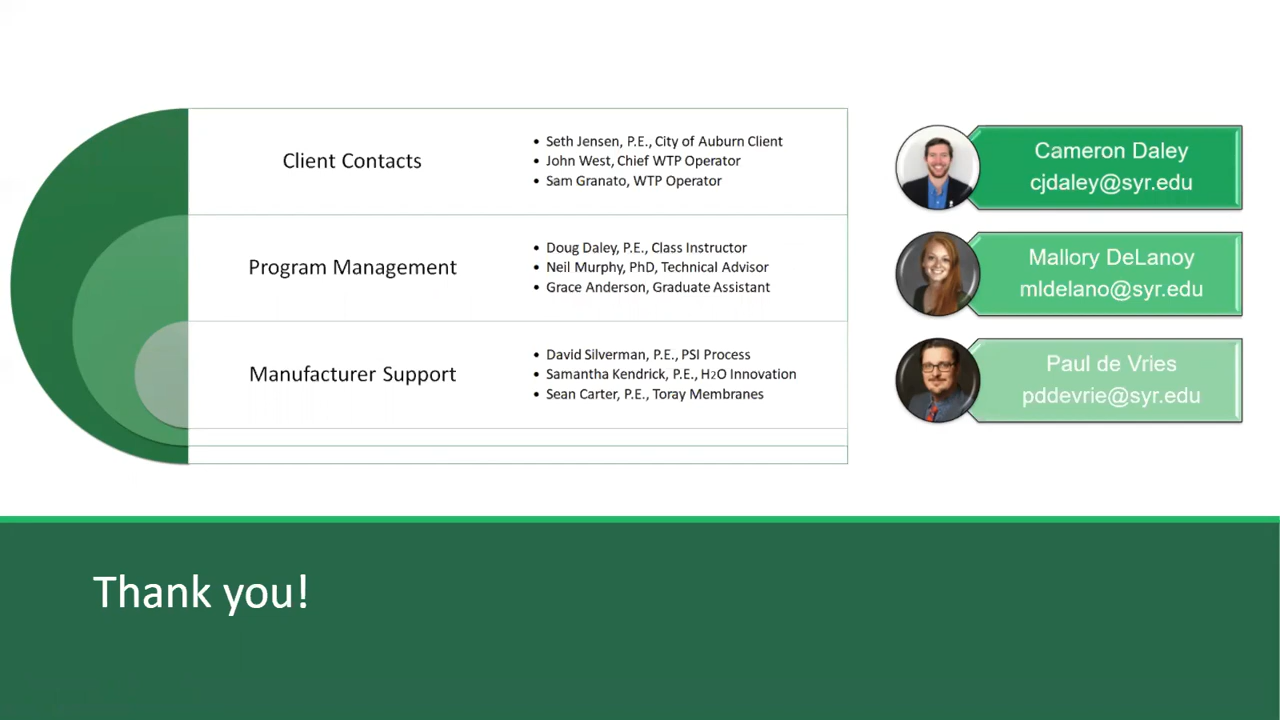 Client Contacts
• Seth Jensen, P.E., City of Auburn Client
• John West, Chief WTP Operator
• Sam Granato, WTP Operator
Program Management
• Doug Daley, P.E., Class Instructor
• Neil Murphy, PhD, Technical Advisor
• Grace Anderson, Graduate Assistant
Manufacturer Support
• David Silverman, P.E., PSI Process
• Samantha Kendrick, P.E., H2O Innovation
• Sean Carter, P.E., Toray Membranes
Cameron Daley
cjdaley@syr.edu
Mallory DeLanoy
mldelano@syr.edu
Paul de Vries
pddevrie@syr.edu
Thank you!